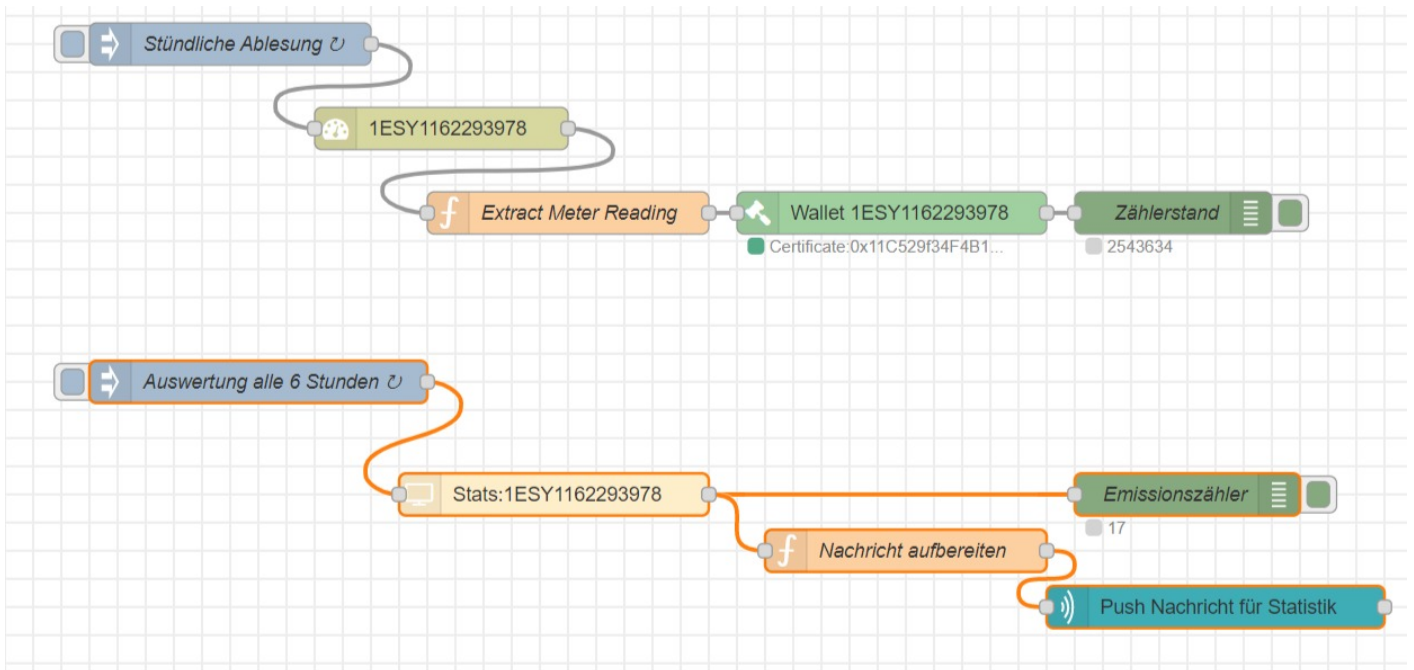 Stündliche Ablesung ↻
1ESY1162293978
Extract Meter Reading
Wallet 1ESY1162293978
Zählerstand
Certificate:0x11C529f34F4B1...
2543634
Auswertung alle 6 Stunden ↻
Stats:1ESY1162293978
Emissionszähler
17
Nachricht aufbereiten
Push Nachricht für Statistik